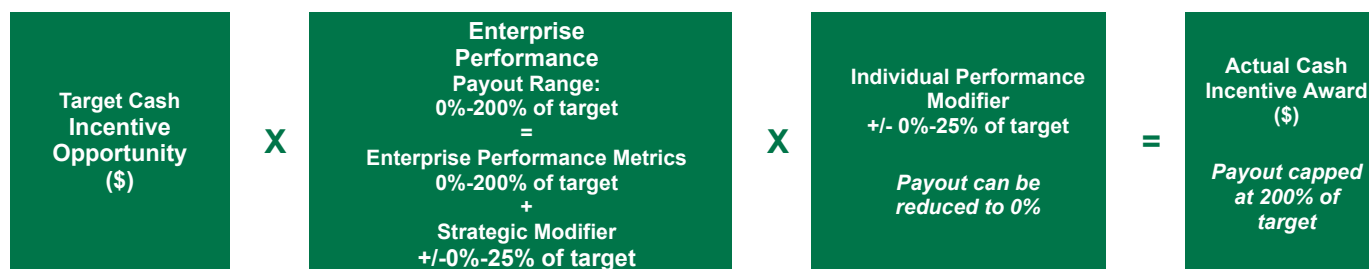 Target Cash
Incentive
Opportunity
($)
X
Enterprise
Performance
Payout Range:
0%-200% of target
=
Enterprise Performance Metrics
0%-200% of target
+
Strategic Modifier
+/-0%-25% of target
X
Individual Performance
Modifier
+/- 0%-25% of target
Payout can be
reduced to 0%
=
Actual Cash
Incentive Award
($)
Payout capped
at 200% of
target